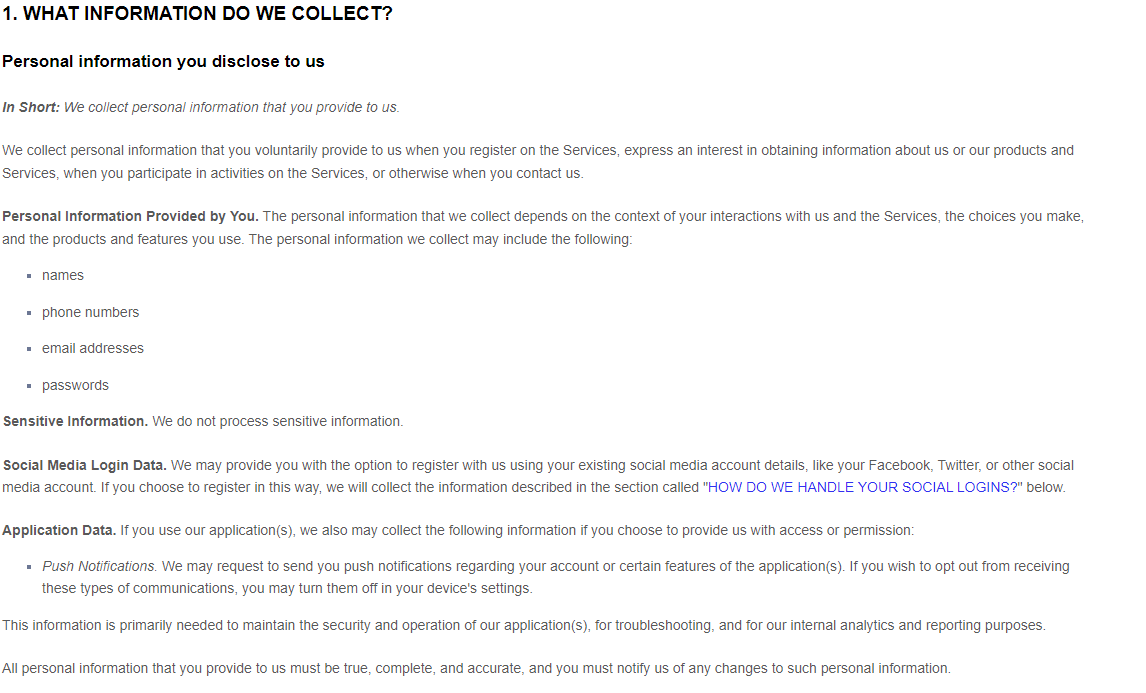 1. WHAT INFORMATION DO WE COLLECT?
Personal information you disclose to us
In Short: We collect personal information that you provide to us.
We collect personal information that you voluntarily provide to us when you register on the Services, express an interest in obtaining information about us or our products and
Services, when you participate in activities on the Services, or otherwise when you contact us.
Personal Information Provided by You. The personal information that we collect depends on the context of your interactions with us and the Services, the choices you make,
and the products and features you use. The personal information we collect may include the following:
▪ names
▪ phone numbers
▪ email addresses
▪ passwords
Sensitive Information. We do not process sensitive information.
Social Media Login Data. We may provide you with the option to register with us using your existing social media account details, like your Facebook, Twitter, or other social
media account. If you choose to register in this way, we will collect the information described in the section called "HOW DO WE HANDLE YOUR SOCIAL LOGINS?" below.
Application Data. If you use our application(s), we also may collect the following information if you choose to provide us with access or permission:
▪ Push Notifications. We may request to send you push notifications regarding your account or certain features of the application(s). If you wish to opt out from receiving
these types of communications, you may turn them off in your device's settings.
This information is primarily needed to maintain the security and operation of our application(s), for troubleshooting, and for our internal analytics and reporting purposes.
All personal information that you provide to us must be true, complete, and accurate, and you must notify us of any changes to such personal information.